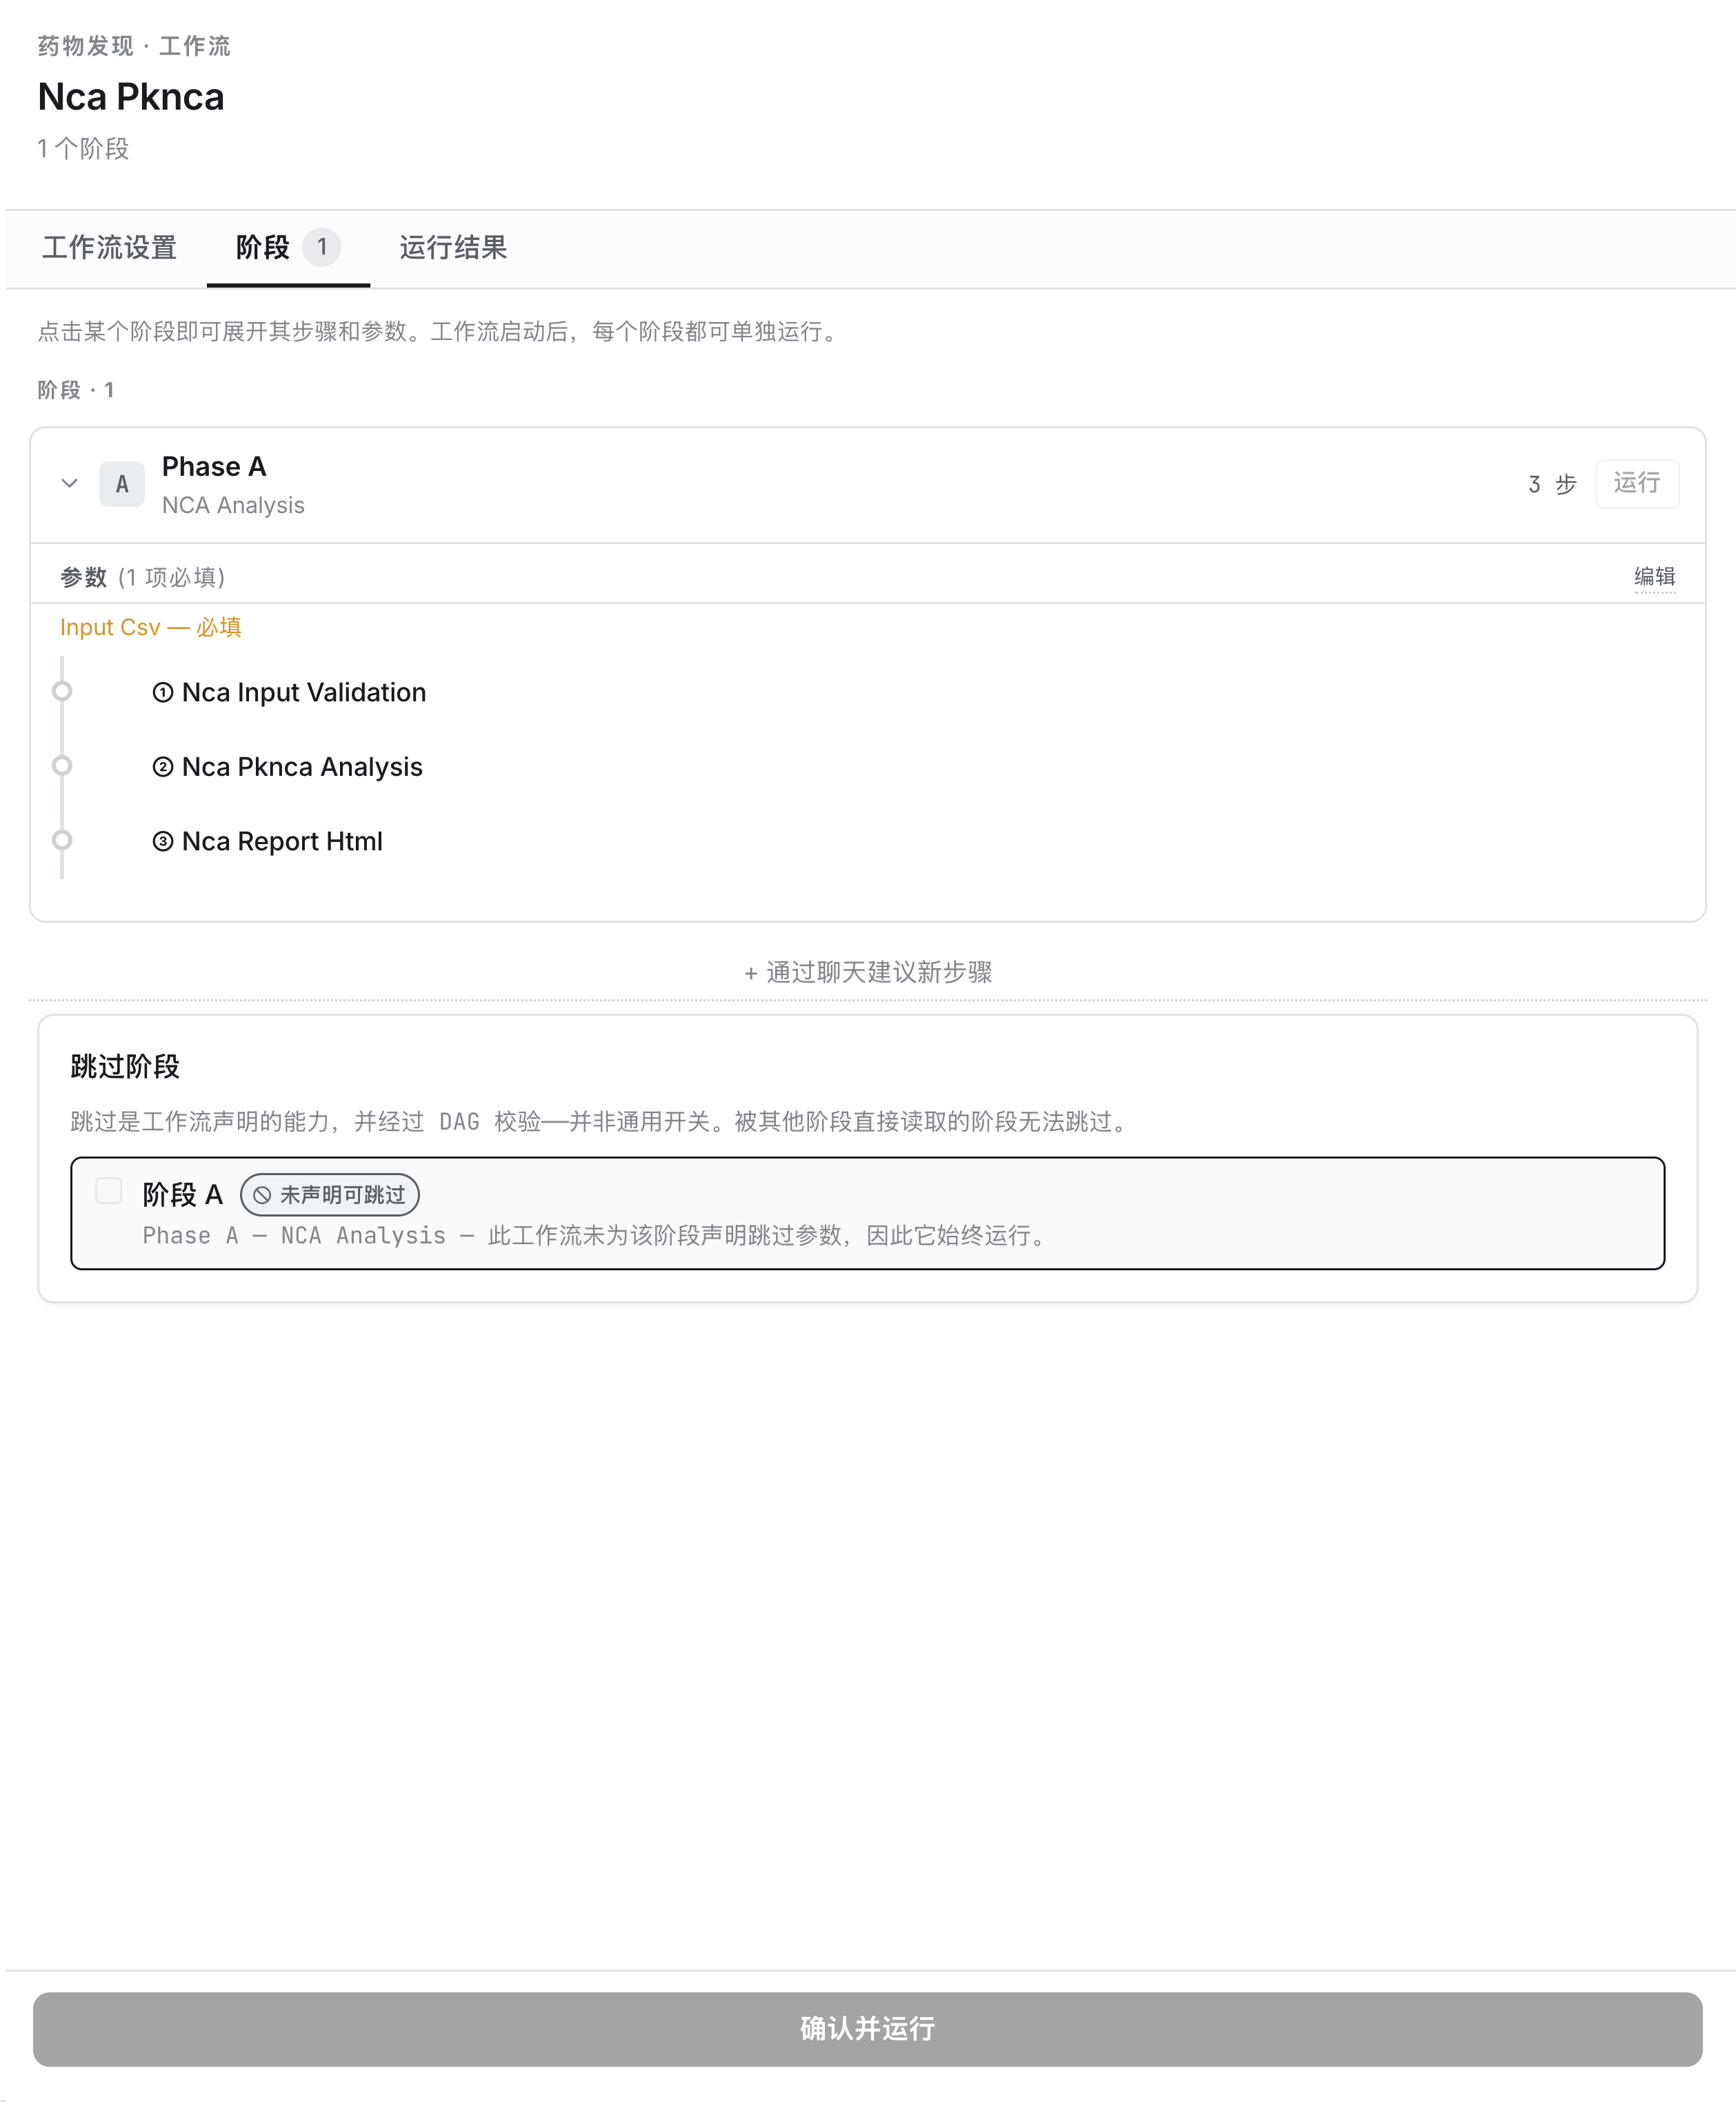 药物发现 · 工作流
Nca Pknca
1 个阶段
工作流设置 阶段 1 运行结果
点击某个阶段即可展开其步骤和参数。工作流启动后，每个阶段都可单独运行。
阶段 · 1
A Phase A 3 步 运行
NCA Analysis
参数 (1 项必填) 编辑
Input Csv — 必填
① Nca Input Validation
② Nca Pknca Analysis
③ Nca Report Html
+ 通过聊天建议新步骤
跳过阶段
跳过是工作流声明的能力，并经过 DAG 校验——并非通用开关。被其他阶段直接读取的阶段无法跳过。
阶段 A 未声明可跳过
Phase A — NCA Analysis — 此工作流未为该阶段声明跳过参数，因此它始终运行。
确认并运行